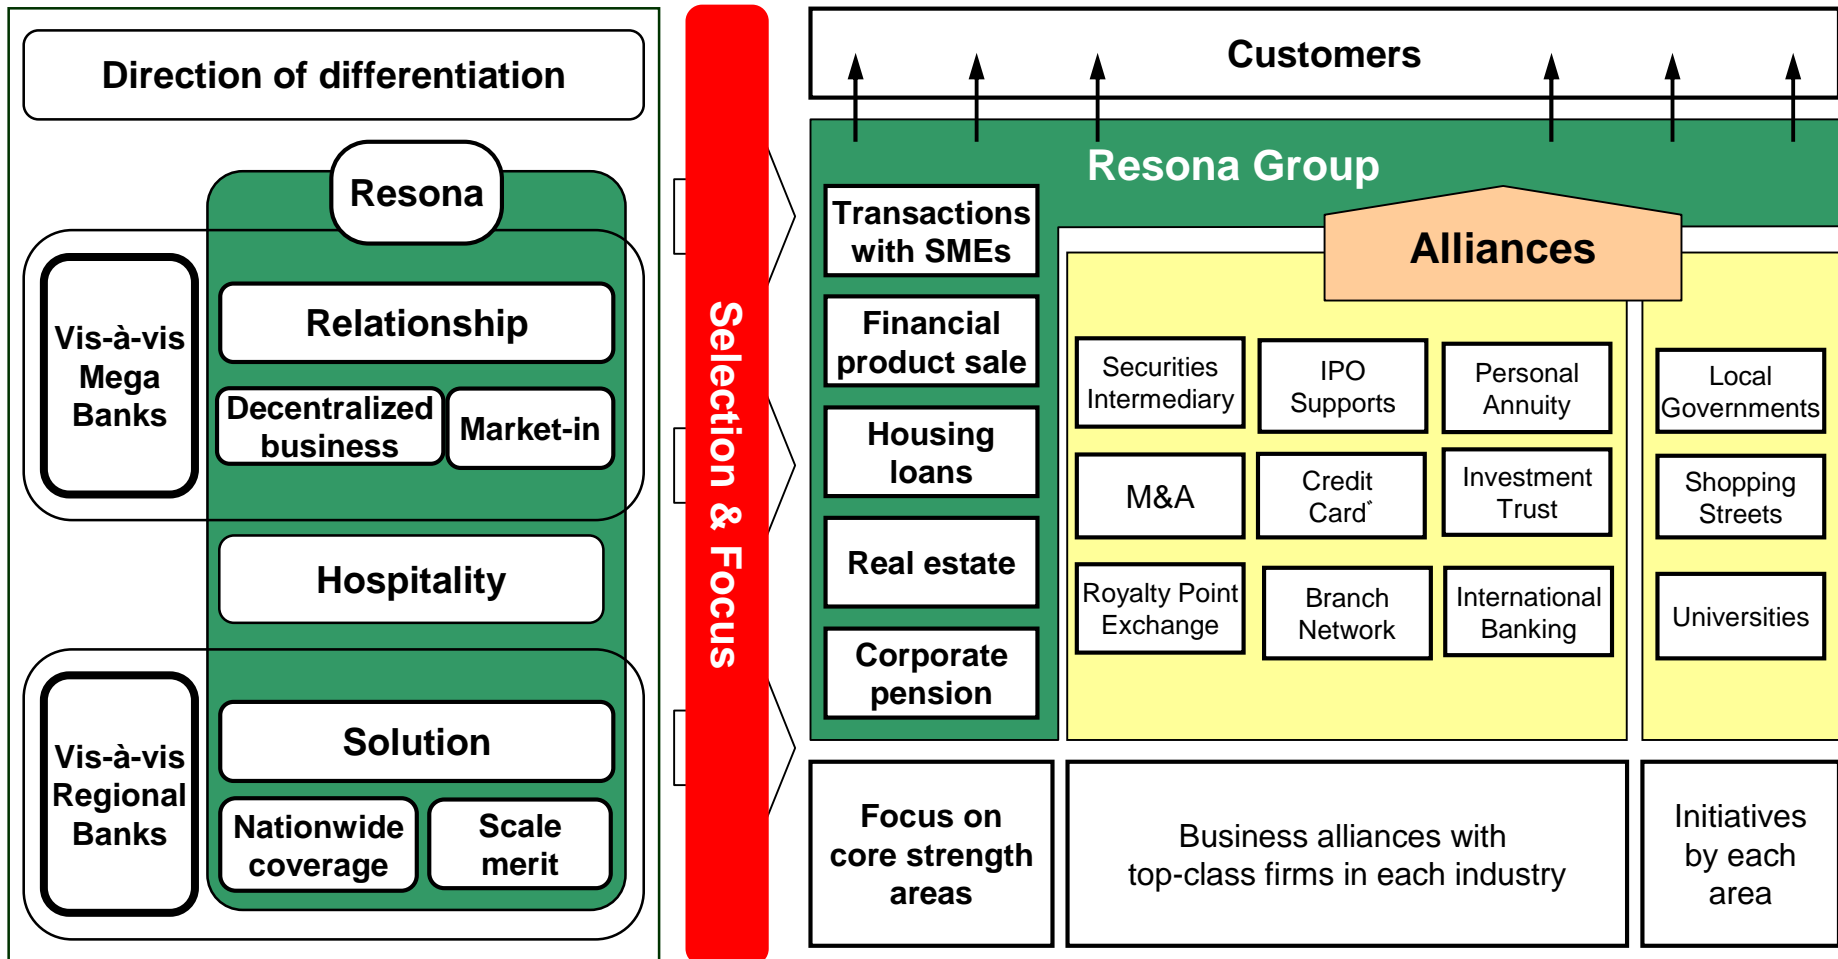 Direction of differentiation
Resona
Vis-à-vis
Mega
Banks
Relationship
Decentralized
business
Market-in
Hospitality
Vis-à-vis
Regional
Banks
Solution
Nationwide
coverage
Scale
merit
Selection & Focus
Customers
Resona Group
Transactions
with SMEs
Financial
product sale
Housing
loans
Real estate
Corporate
pension
Alliances
Securities
Intermediary
IPO
Supports
Personal
Annuity
M&A
Credit
Card*
Investment
Trust
Royalty Point
Exchange
Branch
Network
International
Banking
Local
Governments
Shopping
Streets
Universities
Focus on
core strength
areas
Business alliances with
top-class firms in each industry
Initiatives
by each
area